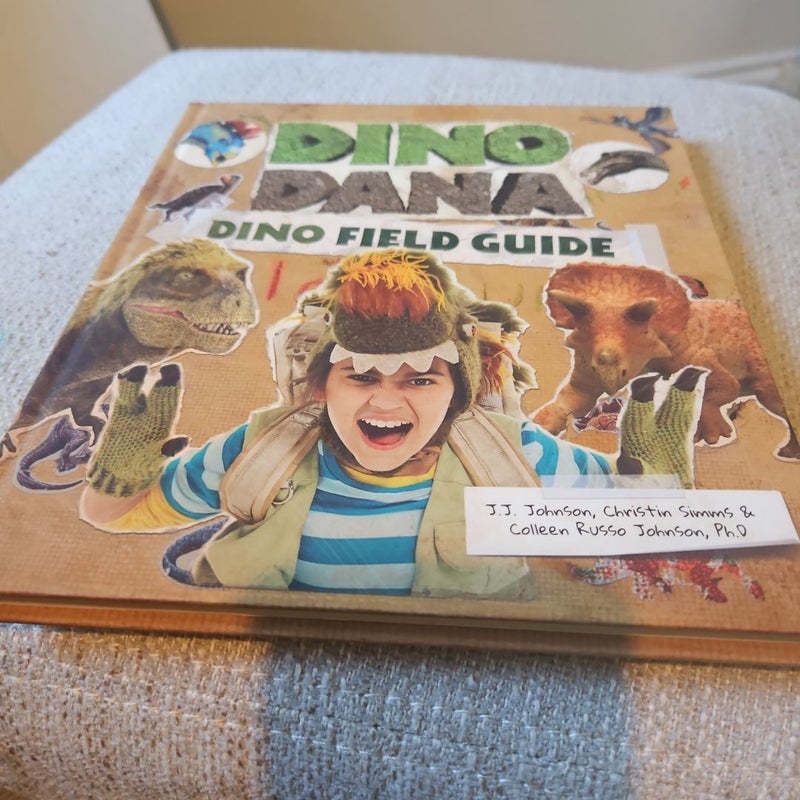 DINO
DANA
DINO FIELD GUIDE
J.J. Johnson, Christin Simms &
Colleen Russo Johnson, Ph.D